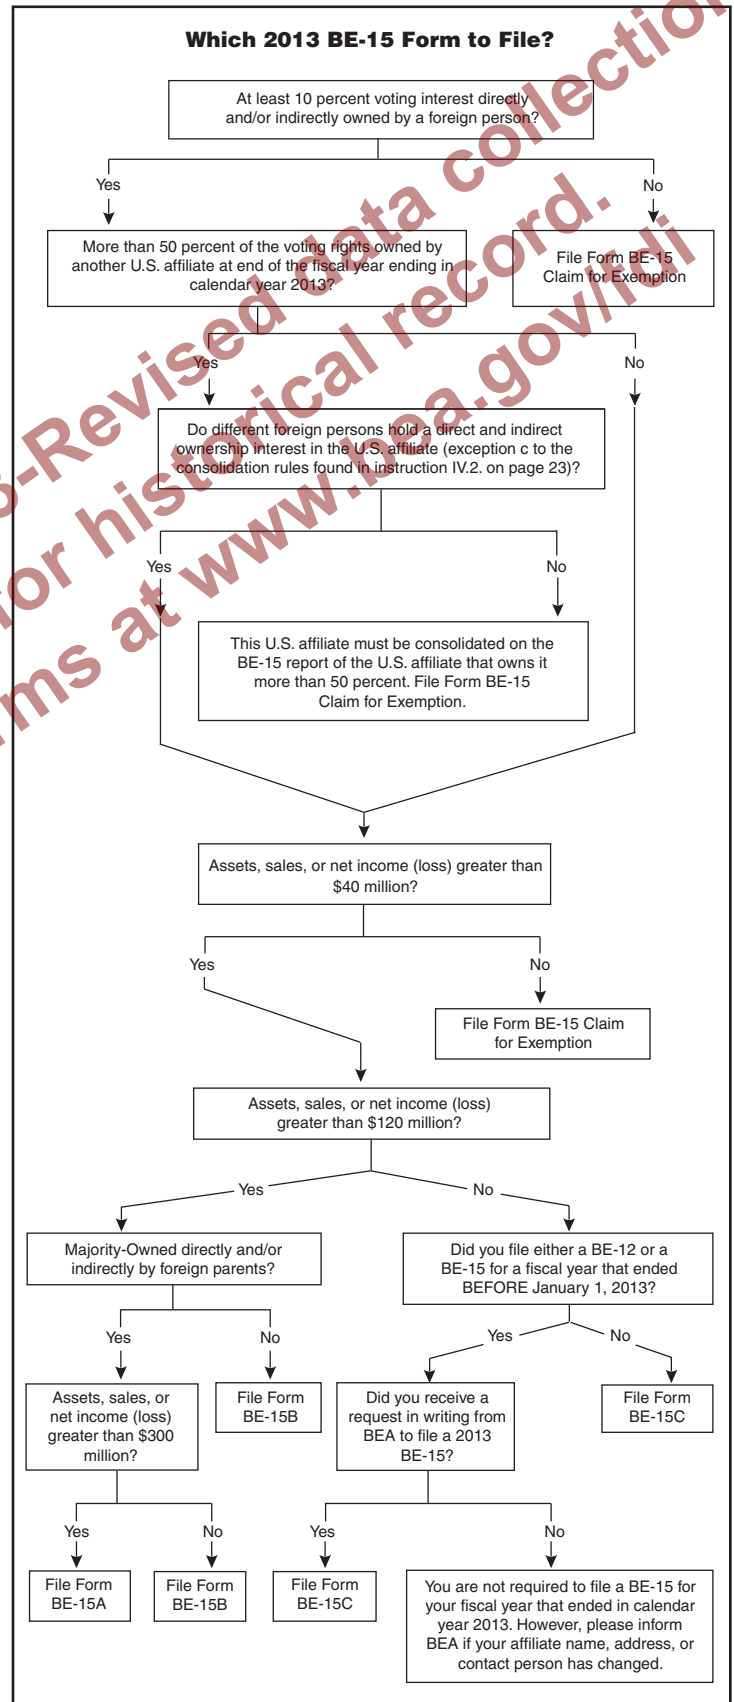 Which 2013 BE-15 Form to File?
At least 10 percent voting interest directly
and/or indirectly owned by a foreign person?
Yes
No
More than 50 percent of the voting rights owned by
another U.S. affiliate at end of the fiscal year ending in
calendar year 2013?
File Form BE-15
Claim for Exemption
Yes
No
Do different foreign persons hold a direct and indirect
ownership interest in the U.S. affiliate (exception c to the
consolidation rules found in instruction IV.2. on page 23)?
Yes
No
This U.S. affiliate must be consolidated on the
BE-15 report of the U.S. affiliate that owns it
more than 50 percent. File Form BE-15
Claim for Exemption.
Assets, sales, or net income (loss) greater than
$40 million?
Yes
No
File Form BE-15 Claim
for Exemption
Assets, sales, or net income (loss)
greater than $120 million?
Yes
No
Majority-Owned directly and/or
indirectly by foreign parents?
Did you file either a BE-12 or a
BE-15 for a fiscal year that ended
BEFORE January 1, 2013?
Yes
No
Yes
No
Assets, sales, or
net income (loss)
greater than $300
million?
File Form
BE-15B
Did you receive a
request in writing from
BEA to file a 2013
BE-15?
File Form
BE-15C
Yes
No
Yes
No
File Form
BE-15A
File Form
BE-15B
File Form
BE-15C
You are not required to file a BE-15 for
your fiscal year that ended in calendar
year 2013. However, please inform
BEA if your affiliate name, address, or
contact person has changed.
-Revised data collection
for historical record.
rms at www.bea.gov/fdi